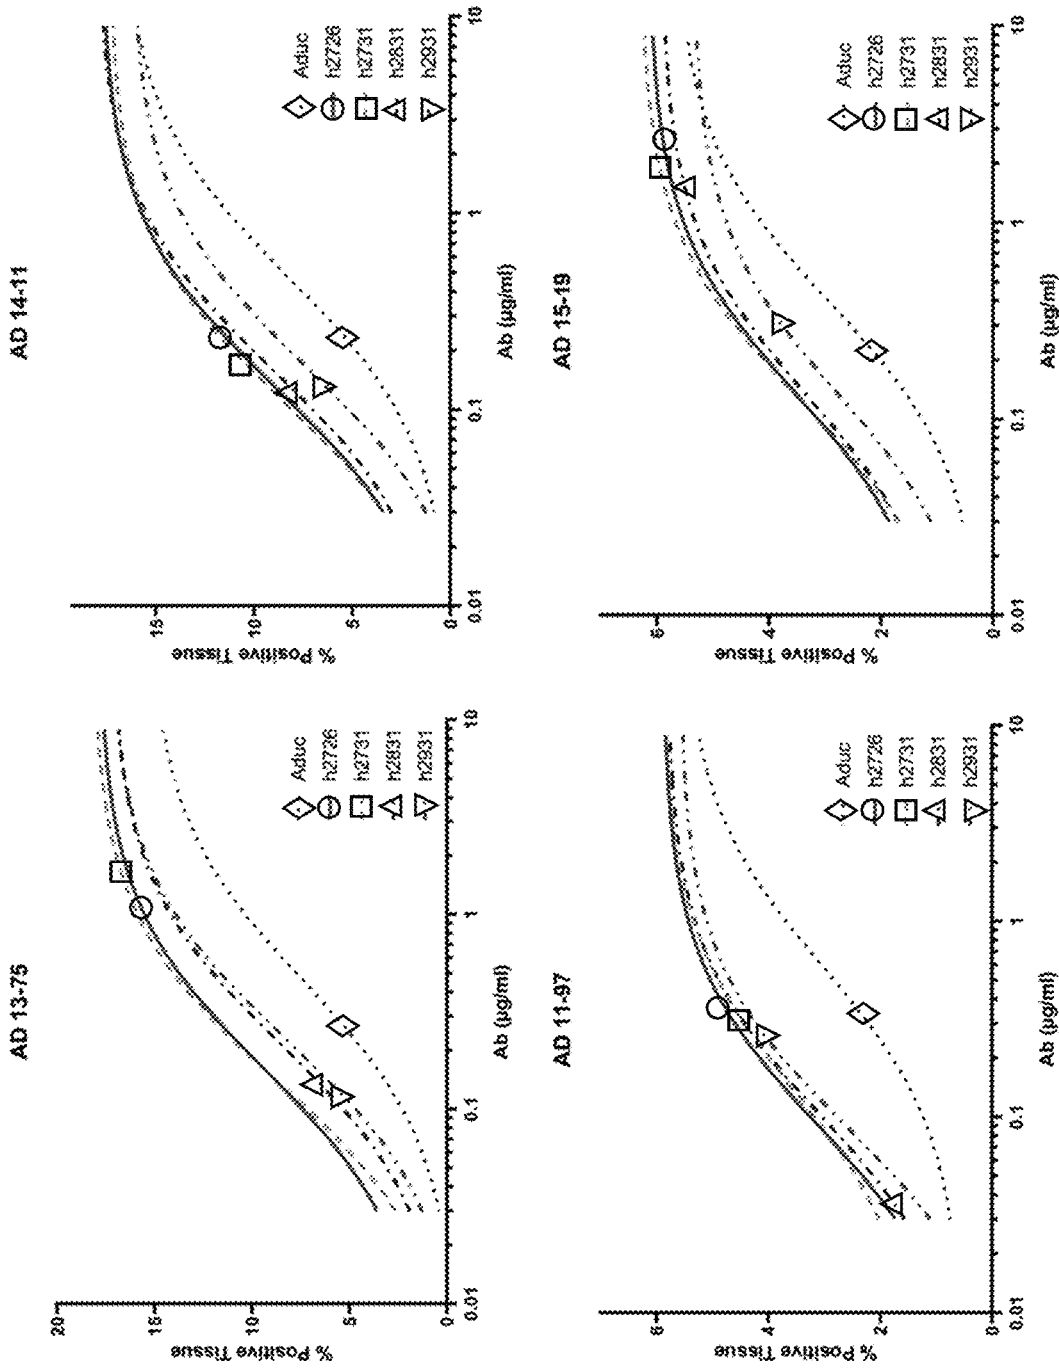 AD 13-75
% Positive Tissue
20
15
10
5
0
0.01
0.1
1
10
Ab (µg/ml)
Aduc
h2726
h2731
h2831
h2931
AD 14-11
% Positive Tissue
15
10
5
0
0.01
0.1
1
10
Ab (µg/ml)
Aduc
h2726
h2731
h2831
h2931
AD 11-97
% Positive Tissue
6
4
2
0
0.01
0.1
1
10
Ab (µg/ml)
Aduc
h2726
h2731
h2831
h2931
AD 15-19
% Positive Tissue
6
4
2
0
0.01
0.1
1
10
Ab (µg/ml)
Aduc
h2726
h2731
h2831
h2931